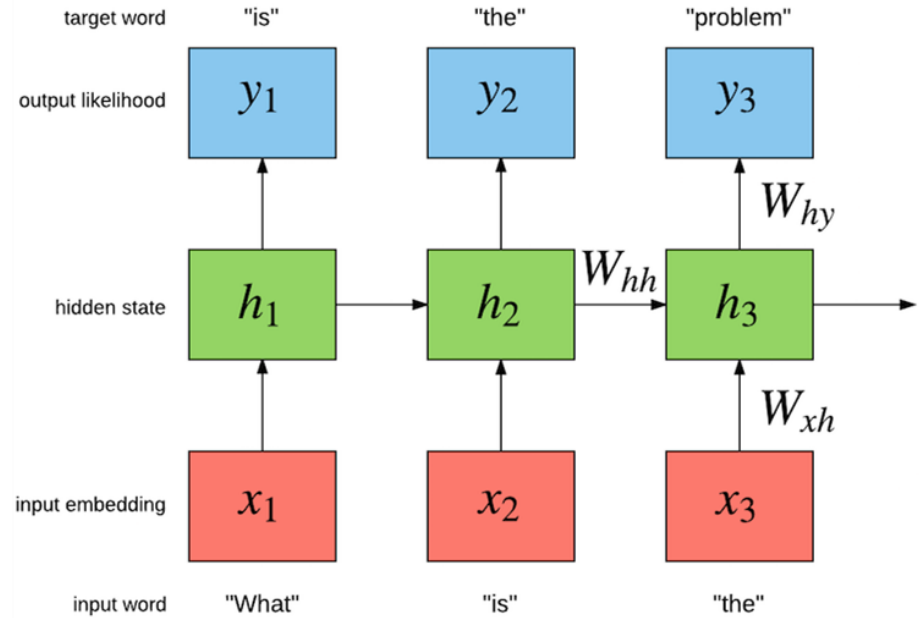 target word "is" "the" "problem"
output likelihood y1 y2 y3
Why
hidden state h1 h2 Whh h3
Wxh
input embedding x1 x2 x3
input word "What" "is" "the"